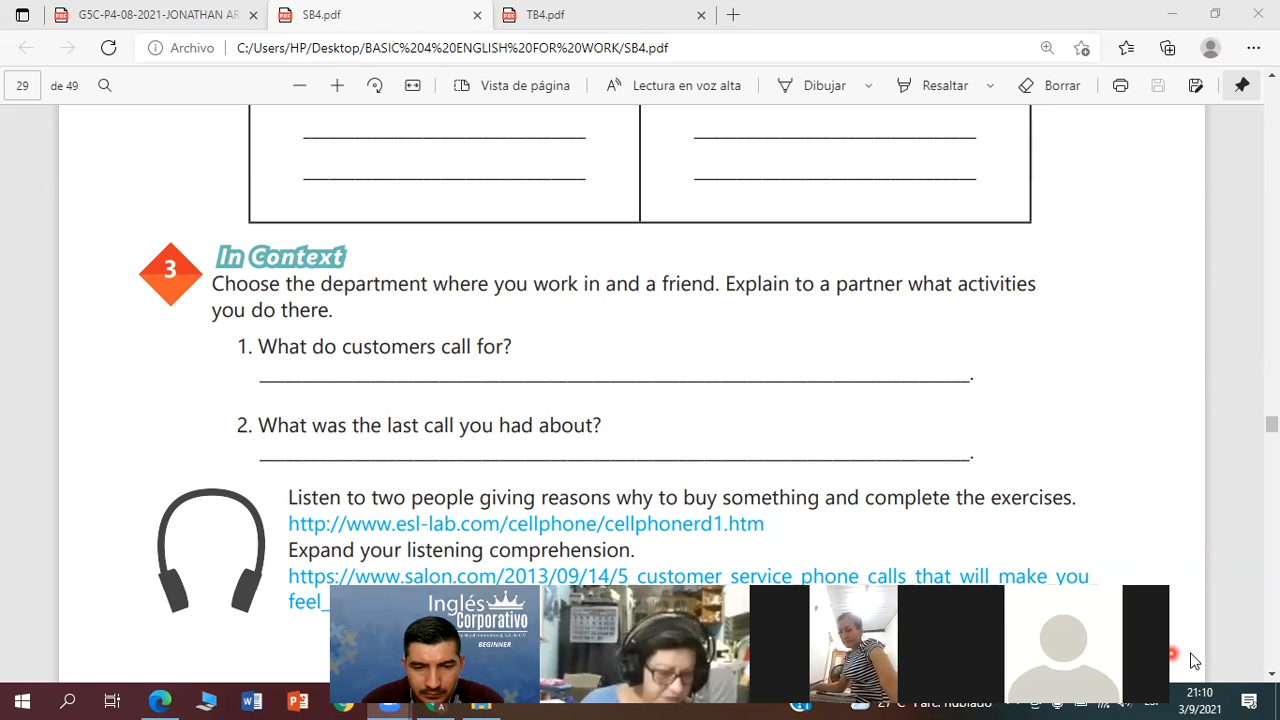 G5C-P4-08-2021-JONATHAN AR
SB4.pdf
TB4.pdf
Archivo
C:/Users/HP/Desktop/BASIC%204%20ENGLISH%20FOR%20WORK/SB4.pdf
29
de 49
Vista de página
Lectura en voz alta
Dibujar
Resaltar
Borrar
3
In Context
Choose the department where you work in and a friend. Explain to a partner what activities
you do there.
1. What do customers call for?
2. What was the last call you had about?
Listen to two people giving reasons why to buy something and complete the exercises.
http://www.esl-lab.com/cellphone/cellphonerd1.htm
Expand your listening comprehension.
https://www.salon.com/2013/09/14/5_customer_service_phone_calls_that_will_make_you
feel_
Inglés
Corporativo
BEGINNER
21:10
3/9/2021